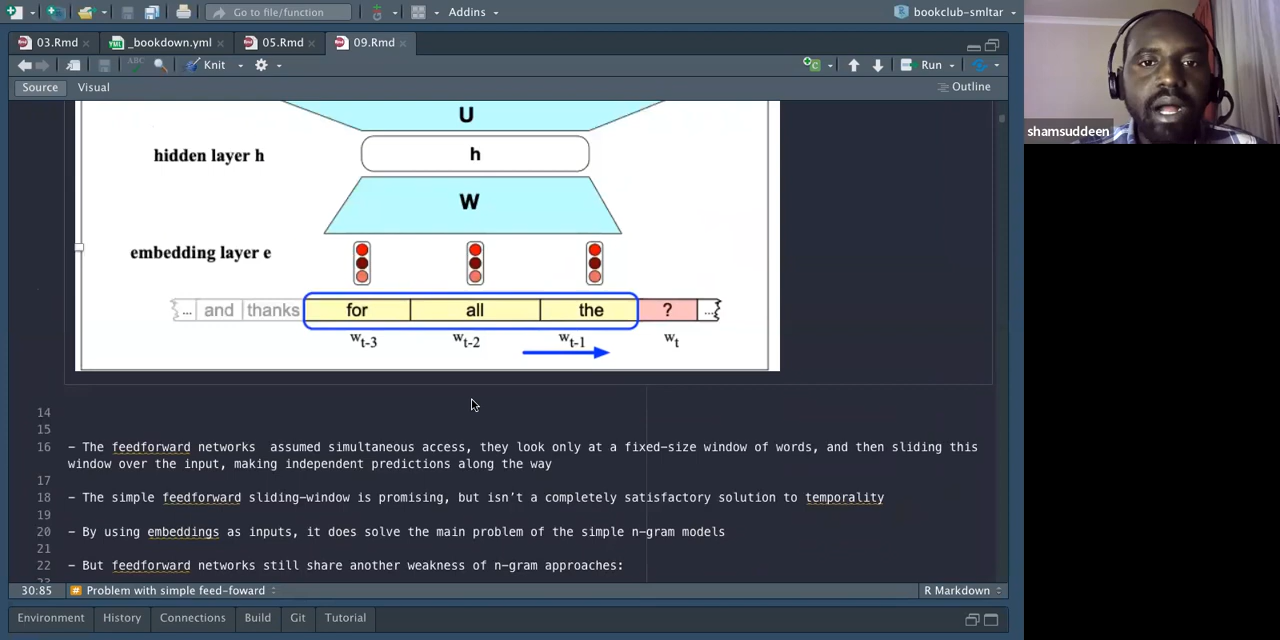 Go to file/function
Addins
bookclub-smltar
03.Rmd
_bookdown.yml
05.Rmd
09.Rmd
ABC
Knit
Run
Source
Visual
Outline
U
hidden layer h
h
W
embedding layer e
... and thanks for all the ? ...
wt-3 wt-2 wt-1 wt
14
15
16 - The feedforward networks  assumed simultaneous access, they look only at a fixed-size window of words, and then sliding this
window over the input, making independent predictions along the way
17
18 - The simple feedforward sliding-window is promising, but isn't a completely satisfactory solution to temporality
19
20 - By using embeddings as inputs, it does solve the main problem of the simple n-gram models
21
22 - But feedforward networks still share another weakness of n-gram approaches:
30:85
# Problem with simple feed-foward
R Markdown
Environment
History
Connections
Build
Git
Tutorial
shamsuddeen